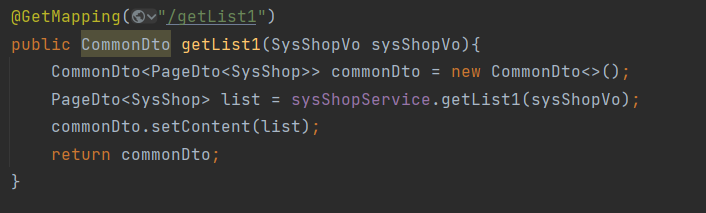 @GetMapping("/getList1")
public CommonDto getList1(SysShopVo sysShopVo){
    CommonDto<PageDto<SysShop>> commonDto = new CommonDto<>();
    PageDto<SysShop> list = sysShopService.getList1(sysShopVo);
    commonDto.setContent(list);
    return commonDto;
}